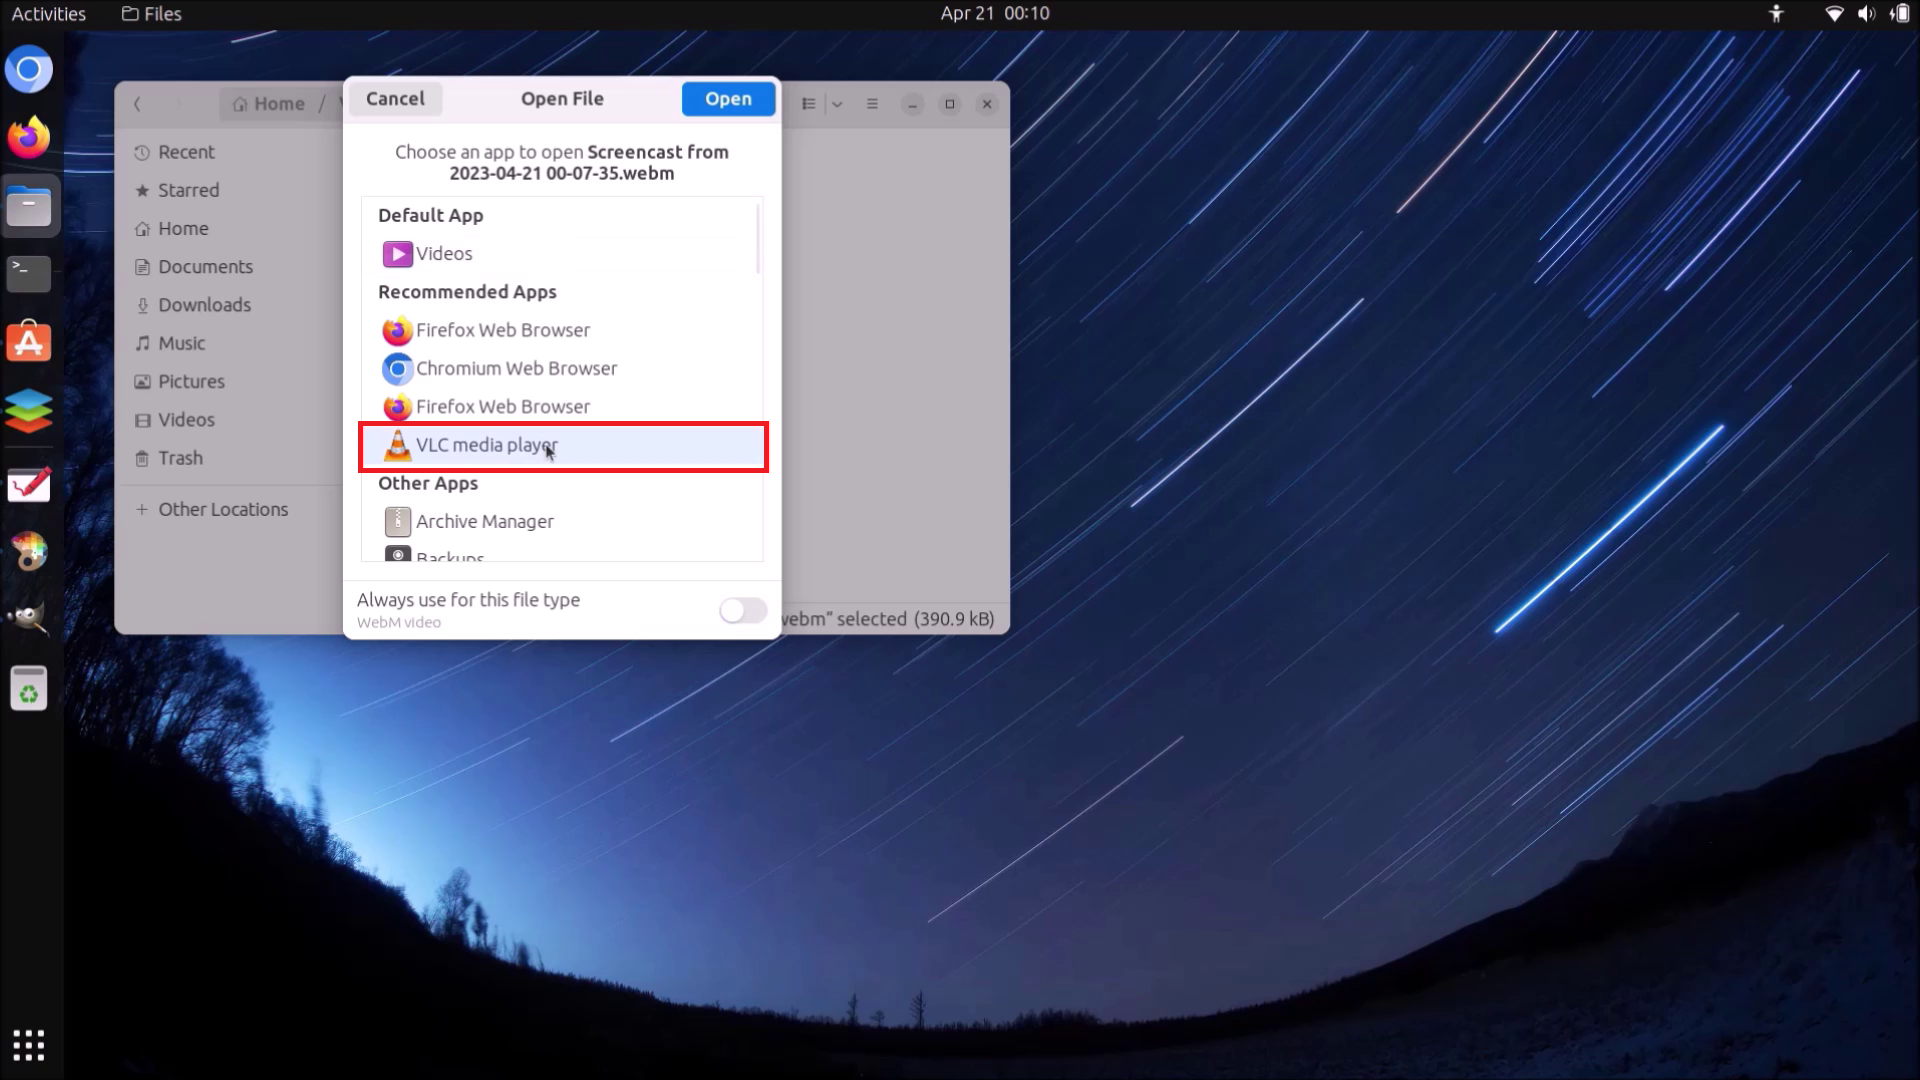 Activities Files Apr 21 00:10
Home /
Recent
Starred
Home
Documents
Downloads
Music
Pictures
Videos
Trash
Other Locations
Cancel Open File Open
Choose an app to open Screencast from
2023-04-21 00-07-35.webm
Default App
Videos
Recommended Apps
Firefox Web Browser
Chromium Web Browser
Firefox Web Browser
VLC media player
Other Apps
Archive Manager
Backups
Always use for this file type
WebM video
webm” selected (390.9 kB)